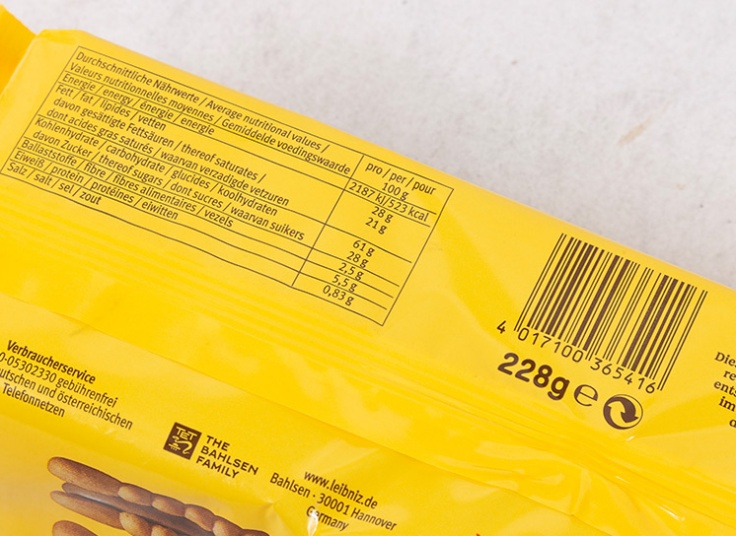 Durchschnittliche Nährwerte / Average nutritional values /
Valeurs nutritionnelles moyennes / Gemiddelde voedingswaarde
pro / per / pour
100 g
Energie / energy / énergie / energie
2187 kJ/523 kcal
Fett / fat / lipides / vetten
28 g
davon gesättigte Fettsäuren / thereof saturates /
21 g
dont acides gras saturés / waarvan verzadigde vetzuren
Kohlenhydrate / carbohydrate / glucides / koolhydraten
61 g
davon Zucker / thereof sugars / dont sucres / waarvan suikers
28 g
Ballaststoffe / fibre / fibres alimentaires / vezels
2,5 g
Eiweiß / protein / protéines / eiwitten
5,5 g
Salz / salt / sel / zout
0,83 g
4 017100 365416
228g e
Verbraucherservice
0-05302330 gebührenfrei
utschen und österreichischen
Telefonnetzen
TET
THE
BAHLSEN
FAMILY
www.leibniz.de
Bahlsen - 30001 Hannover
Germany
Die
re
ents
im
d